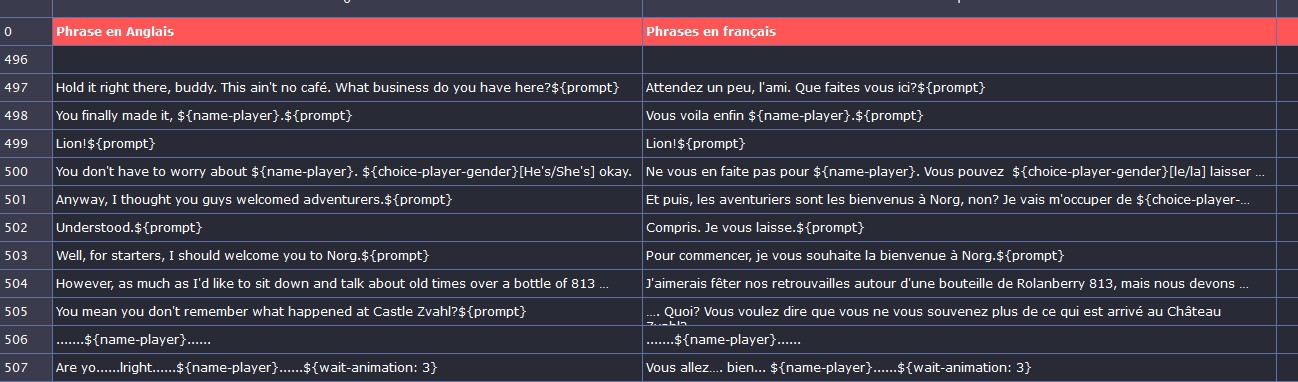 0 Phrase en Anglais Phrases en français
496
497 Hold it right there, buddy. This ain't no café. What business do you have here?${prompt} Attendez un peu, l'ami. Que faites vous ici?${prompt}
498 You finally made it, ${name-player}.${prompt} Vous voila enfin ${name-player}.${prompt}
499 Lion!${prompt} Lion!${prompt}
500 You don't have to worry about ${name-player}. ${choice-player-gender}[He's/She's] okay. Ne vous en faite pas pour ${name-player}. Vous pouvez  ${choice-player-gender}[le/la] laisser ...
501 Anyway, I thought you guys welcomed adventurers.${prompt} Et puis, les aventuriers sont les bienvenus à Norg, non? Je vais m'occuper de ${choice-player-...
502 Understood.${prompt} Compris. Je vous laisse.${prompt}
503 Well, for starters, I should welcome you to Norg.${prompt} Pour commencer, je vous souhaite la bienvenue à Norg.${prompt}
504 However, as much as I'd like to sit down and talk about old times over a bottle of 813 ... J'aimerais fêter nos retrouvailles autour d'une bouteille de Rolanberry 813, mais nous devons ...
505 You mean you don't remember what happened at Castle Zvahl?${prompt} .... Quoi? Vous voulez dire que vous ne vous souvenez plus de ce qui est arrivé au Château
506 .......${name-player}...... .......${name-player}......
507 Are yo......lright......${name-player}......${wait-animation: 3} Vous allez.... bien... ${name-player}......${wait-animation: 3}